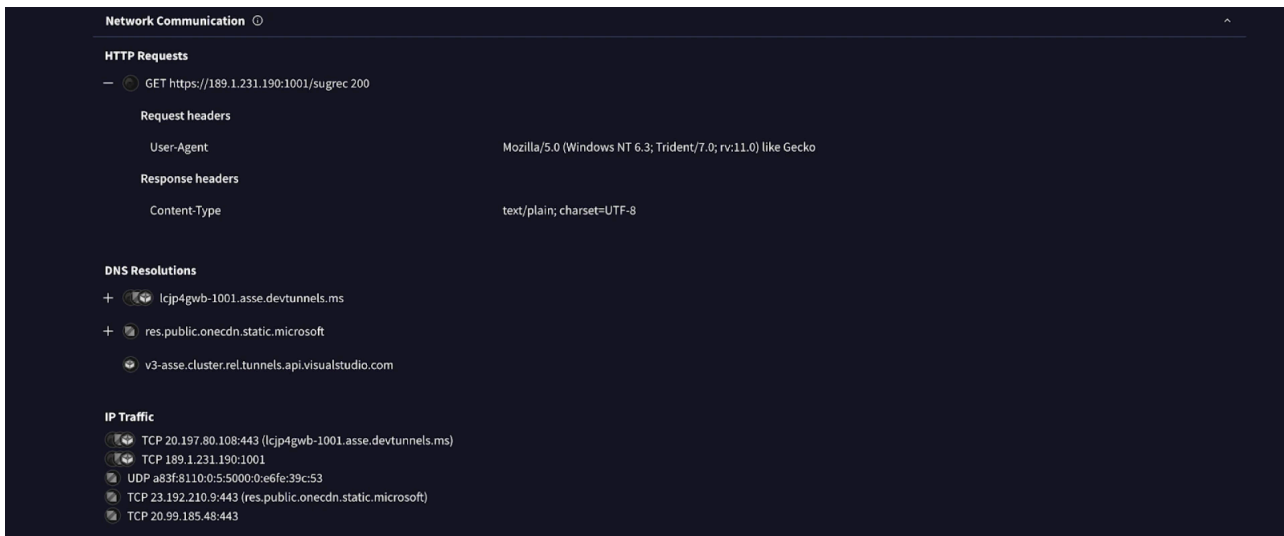 Network Communication
HTTP Requests
GET https://189.1.231.190:1001/sugrec 200
Request headers
User-Agent Mozilla/5.0 (Windows NT 6.3; Trident/7.0; rv:11.0) like Gecko
Response headers
Content-Type text/plain; charset=UTF-8
DNS Resolutions
+ lcjp4gwb-1001.asse.devtunnels.ms
+ res.public.onecdn.static.microsoft
v3-asse.cluster.rel.tunnels.api.visualstudio.com
IP Traffic
TCP 20.197.80.108:443 (lcjp4gwb-1001.asse.devtunnels.ms)
TCP 189.1.231.190:1001
UDP a83f:8110:0:5:5000:0:e6fe:39c:53
TCP 23.192.210.9:443 (res.public.onecdn.static.microsoft)
TCP 20.99.185.48:443